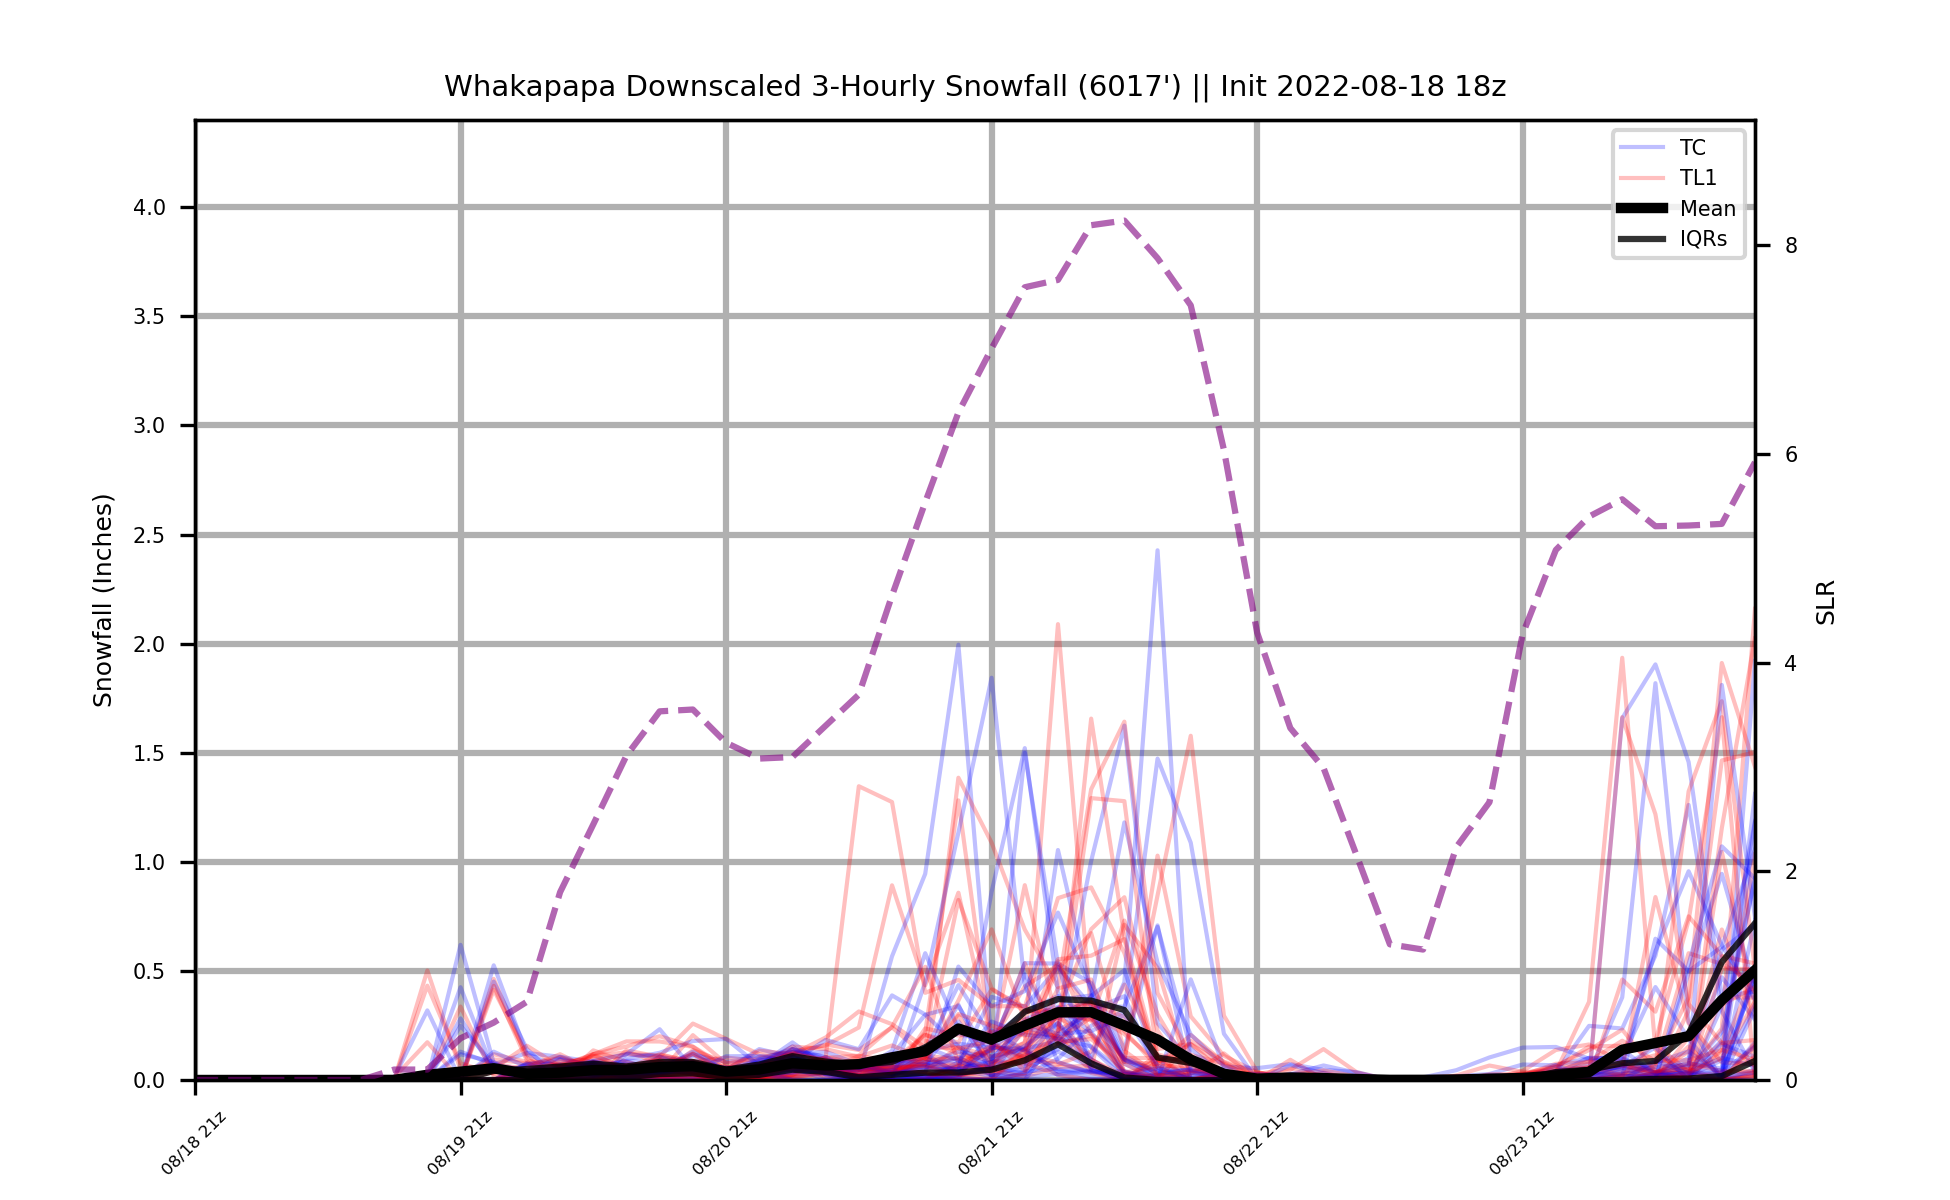 Whakapapa Downscaled 3-Hourly Snowfall (6017') || Init 2022-08-18 18z
TC
TL1
Mean
IQRs
4.0
3.5
3.0
2.5
2.0
1.5
1.0
0.5
0.0
Snowfall (Inches)
8
6
4
2
0
SLR
08/18 21z
08/19 21z
08/20 21z
08/21 21z
08/22 21z
08/23 21z